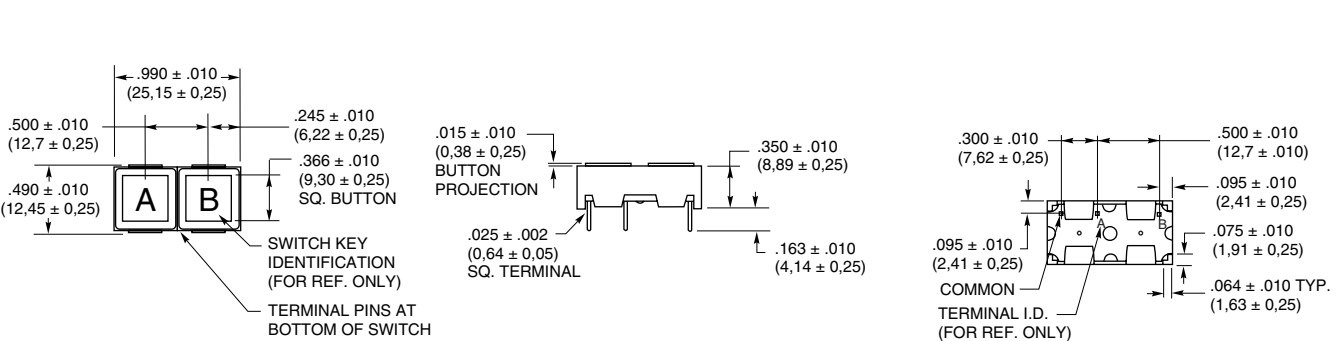 .990 ± .010
(25,15 ± 0,25)
.500 ± .010
(12,7 ± 0,25)
.245 ± .010
(6,22 ± 0,25)
.366 ± .010
(9,30 ± 0,25)
SQ. BUTTON
.490 ± .010
(12,45 ± 0,25)
A
B
SWITCH KEY
IDENTIFICATION
(FOR REF. ONLY)
TERMINAL PINS AT
BOTTOM OF SWITCH
.015 ± .010
(0,38 ± 0,25)
BUTTON
PROJECTION
.350 ± .010
(8,89 ± 0,25)
.025 ± .002
(0,64 ± 0,05)
SQ. TERMINAL
.163 ± .010
(4,14 ± 0,25)
.300 ± .010
(7,62 ± 0,25)
.500 ± .010
(12,7 ± .010)
.095 ± .010
(2,41 ± 0,25)
A
B
.075 ± .010
(1,91 ± 0,25)
.095 ± .010
(2,41 ± 0,25)
COMMON
.064 ± .010 TYP.
(1,63 ± 0,25)
TERMINAL I.D.
(FOR REF. ONLY)